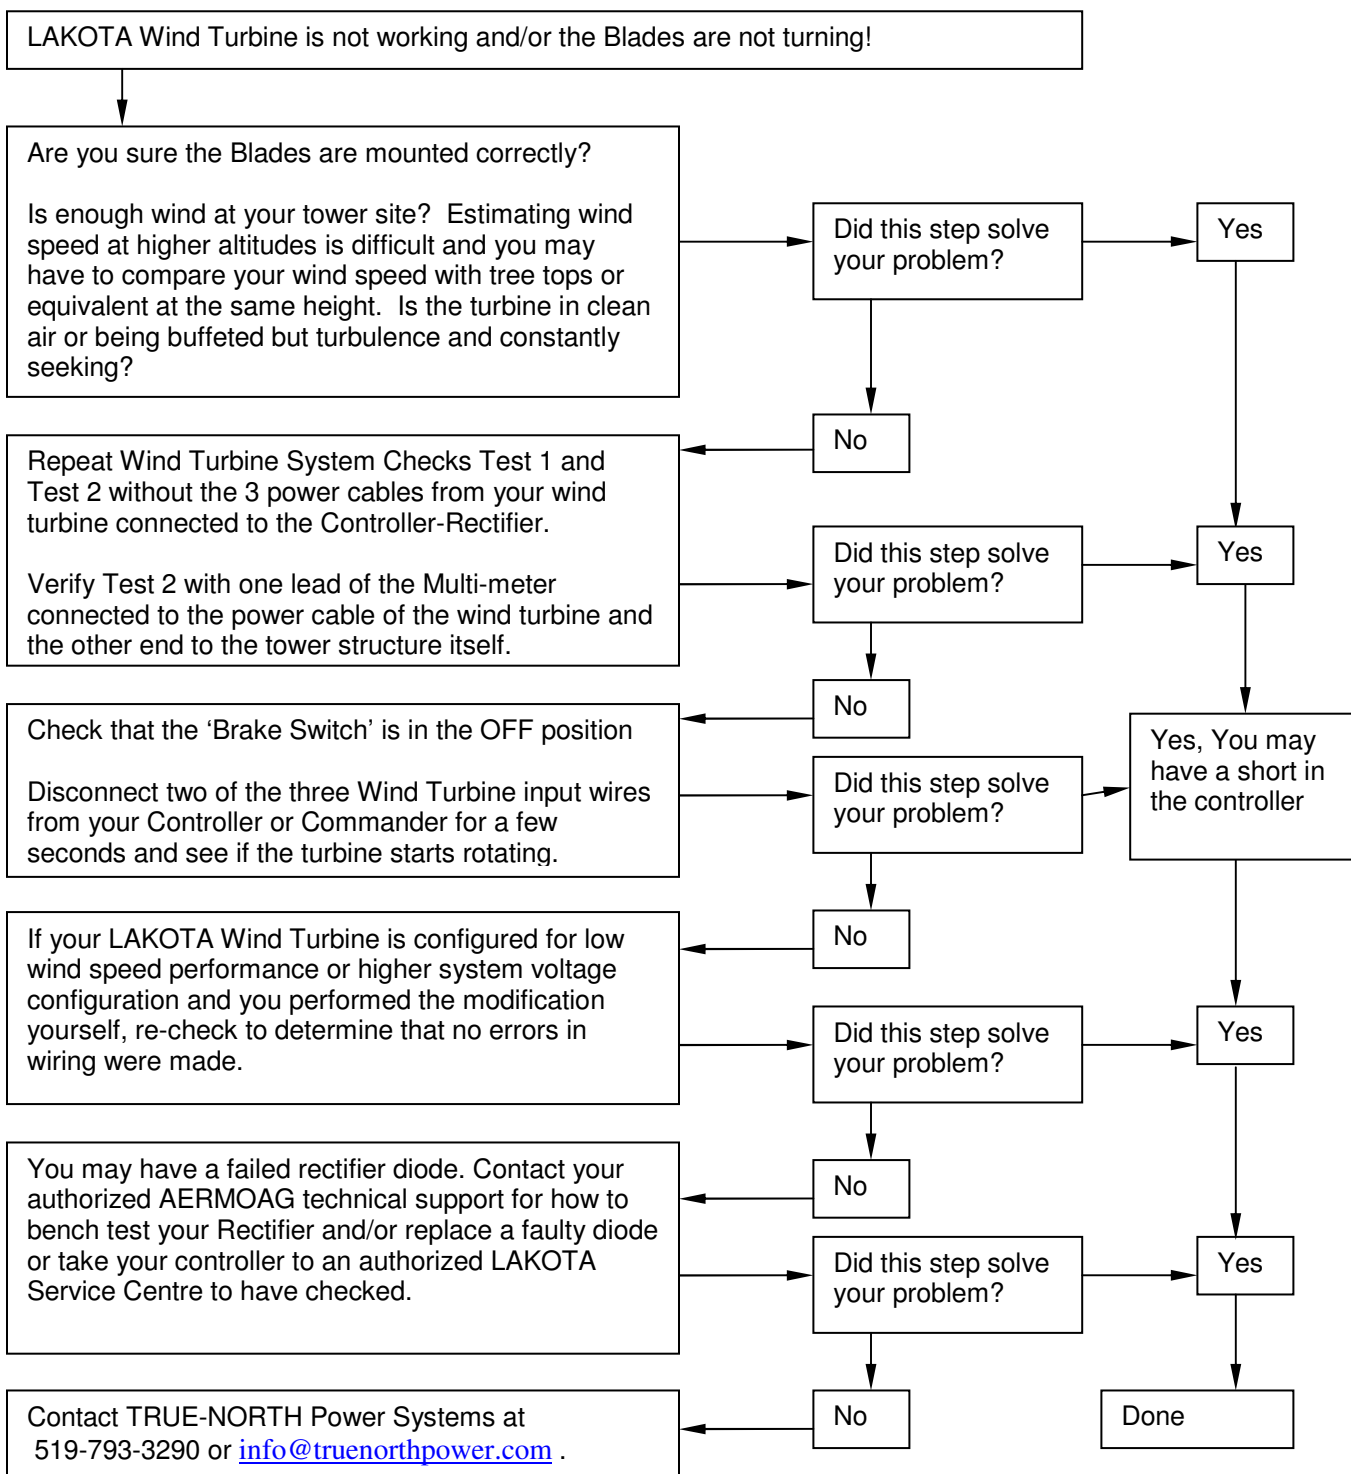 LAKOTA Wind Turbine is not working and/or the Blades are not turning!
Are you sure the Blades are mounted correctly?
Is enough wind at your tower site?  Estimating wind
speed at higher altitudes is difficult and you may
have to compare your wind speed with tree tops or
equivalent at the same height.  Is the turbine in clean
air or being buffeted but turbulence and constantly
seeking?
Did this step solve
your problem?
Yes
No
Repeat Wind Turbine System Checks Test 1 and
Test 2 without the 3 power cables from your wind
turbine connected to the Controller-Rectifier.
Verify Test 2 with one lead of the Multi-meter
connected to the power cable of the wind turbine and
the other end to the tower structure itself.
Did this step solve
your problem?
Yes
No
Check that the ‘Brake Switch’ is in the OFF position
Disconnect two of the three Wind Turbine input wires
from your Controller or Commander for a few
seconds and see if the turbine starts rotating.
Did this step solve
your problem?
Yes, You may
have a short in
the controller
No
If your LAKOTA Wind Turbine is configured for low
wind speed performance or higher system voltage
configuration and you performed the modification
yourself, re-check to determine that no errors in
wiring were made.
Did this step solve
your problem?
Yes
No
You may have a failed rectifier diode. Contact your
authorized AERMOAG technical support for how to
bench test your Rectifier and/or replace a faulty diode
or take your controller to an authorized LAKOTA
Service Centre to have checked.
Did this step solve
your problem?
Yes
No
Contact TRUE-NORTH Power Systems at
519-793-3290 or info@truenorthpower.com .
Done